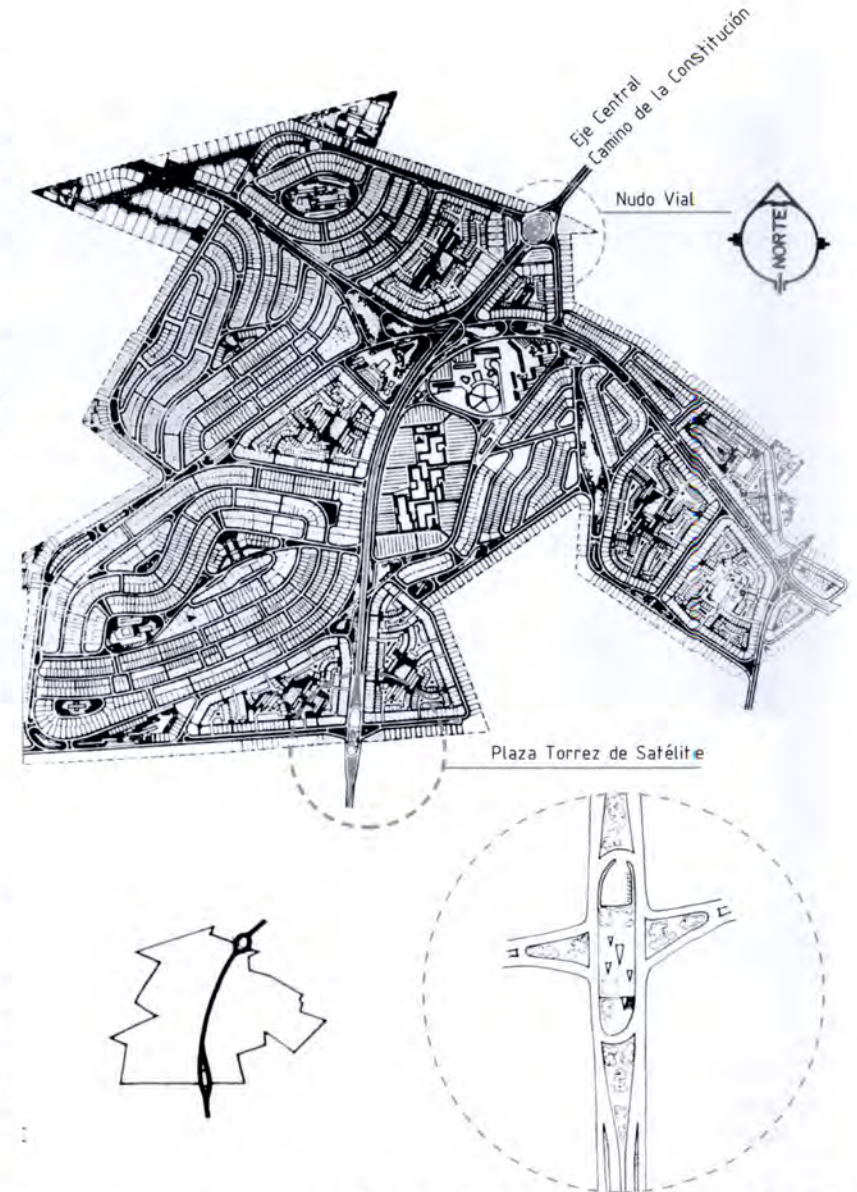 Eje Central
Camino de la Constitución
Nudo Vial
NORTE
Plaza Torrez de Satélite